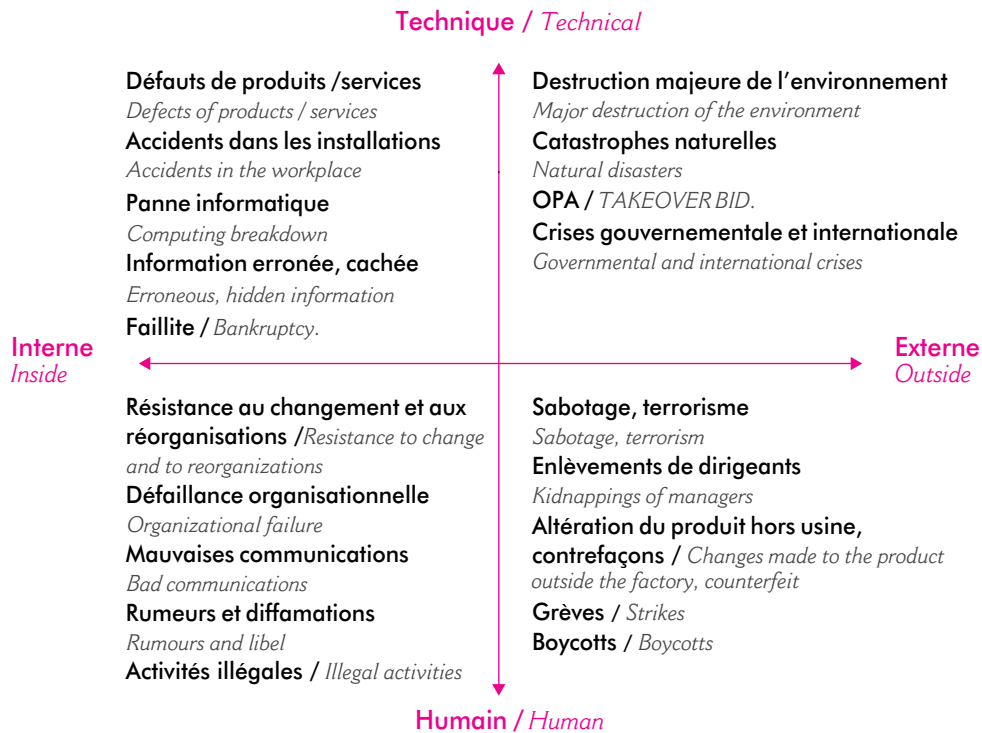 Technique / Technical
Défauts de produits /services
Defects of products / services
Accidents dans les installations
Accidents in the workplace
Panne informatique
Computing breakdown
Information erronée, cachée
Erroneous, hidden information
Faillite / Bankruptcy.
Destruction majeure de l'environnement
Major destruction of the environment
Catastrophes naturelles
Natural disasters
OPA / TAKEOVER BID.
Crises gouvernementale et internationale
Governmental and international crises
Interne
Inside
Externe
Outside
Résistance au changement et aux
réorganisations /Resistance to change
and to reorganizations
Défaillance organisationnelle
Organizational failure
Mauvaises communications
Bad communications
Rumeurs et diffamations
Rumours and libel
Activités illégales / Illegal activities
Sabotage, terrorisme
Sabotage, terrorism
Enlèvements de dirigeants
Kidnappings of managers
Altération du produit hors usine,
contrefaçons / Changes made to the product
outside the factory, counterfeit
Grèves / Strikes
Boycotts / Boycotts
Humain / Human